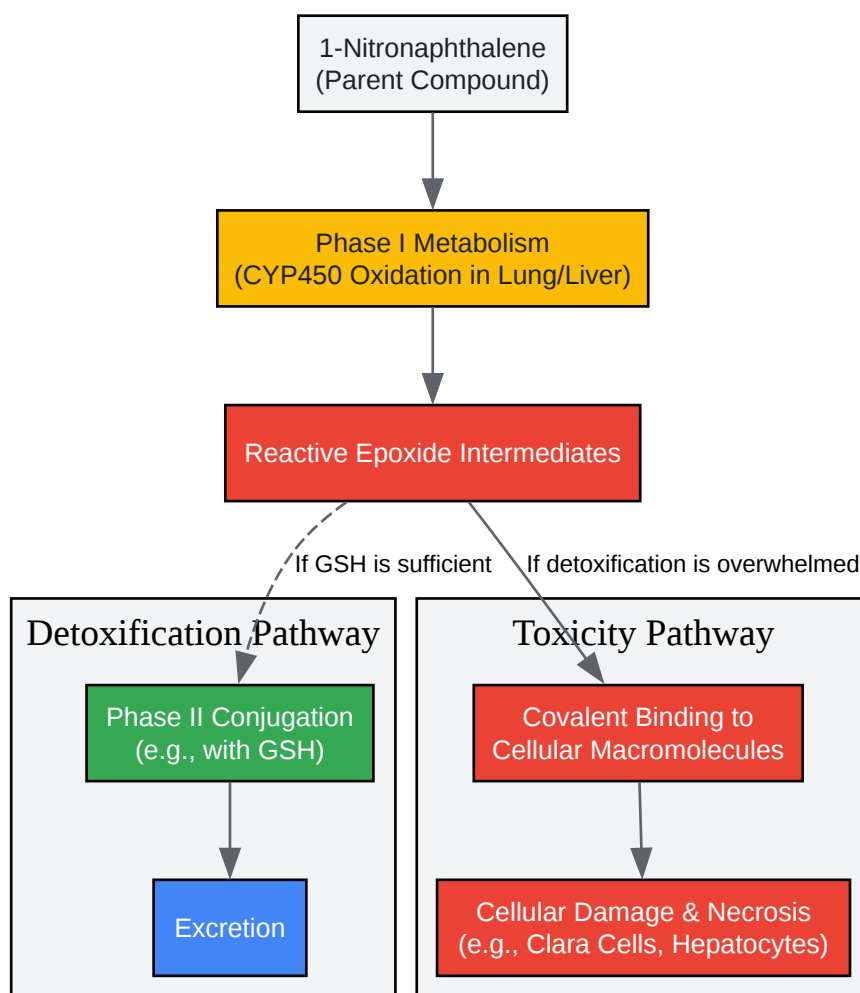 1-Nitronaphthalene
(Parent Compound)
Phase I Metabolism
(CYP450 Oxidation in Lung/Liver)
Reactive Epoxide Intermediates
If GSH is sufficient
If detoxification is overwhelmed
Detoxification Pathway
Toxicity Pathway
Phase II Conjugation
(e.g., with GSH)
Covalent Binding to
Cellular Macromolecules
Excretion
Cellular Damage & Necrosis
(e.g., Clara Cells, Hepatocytes)